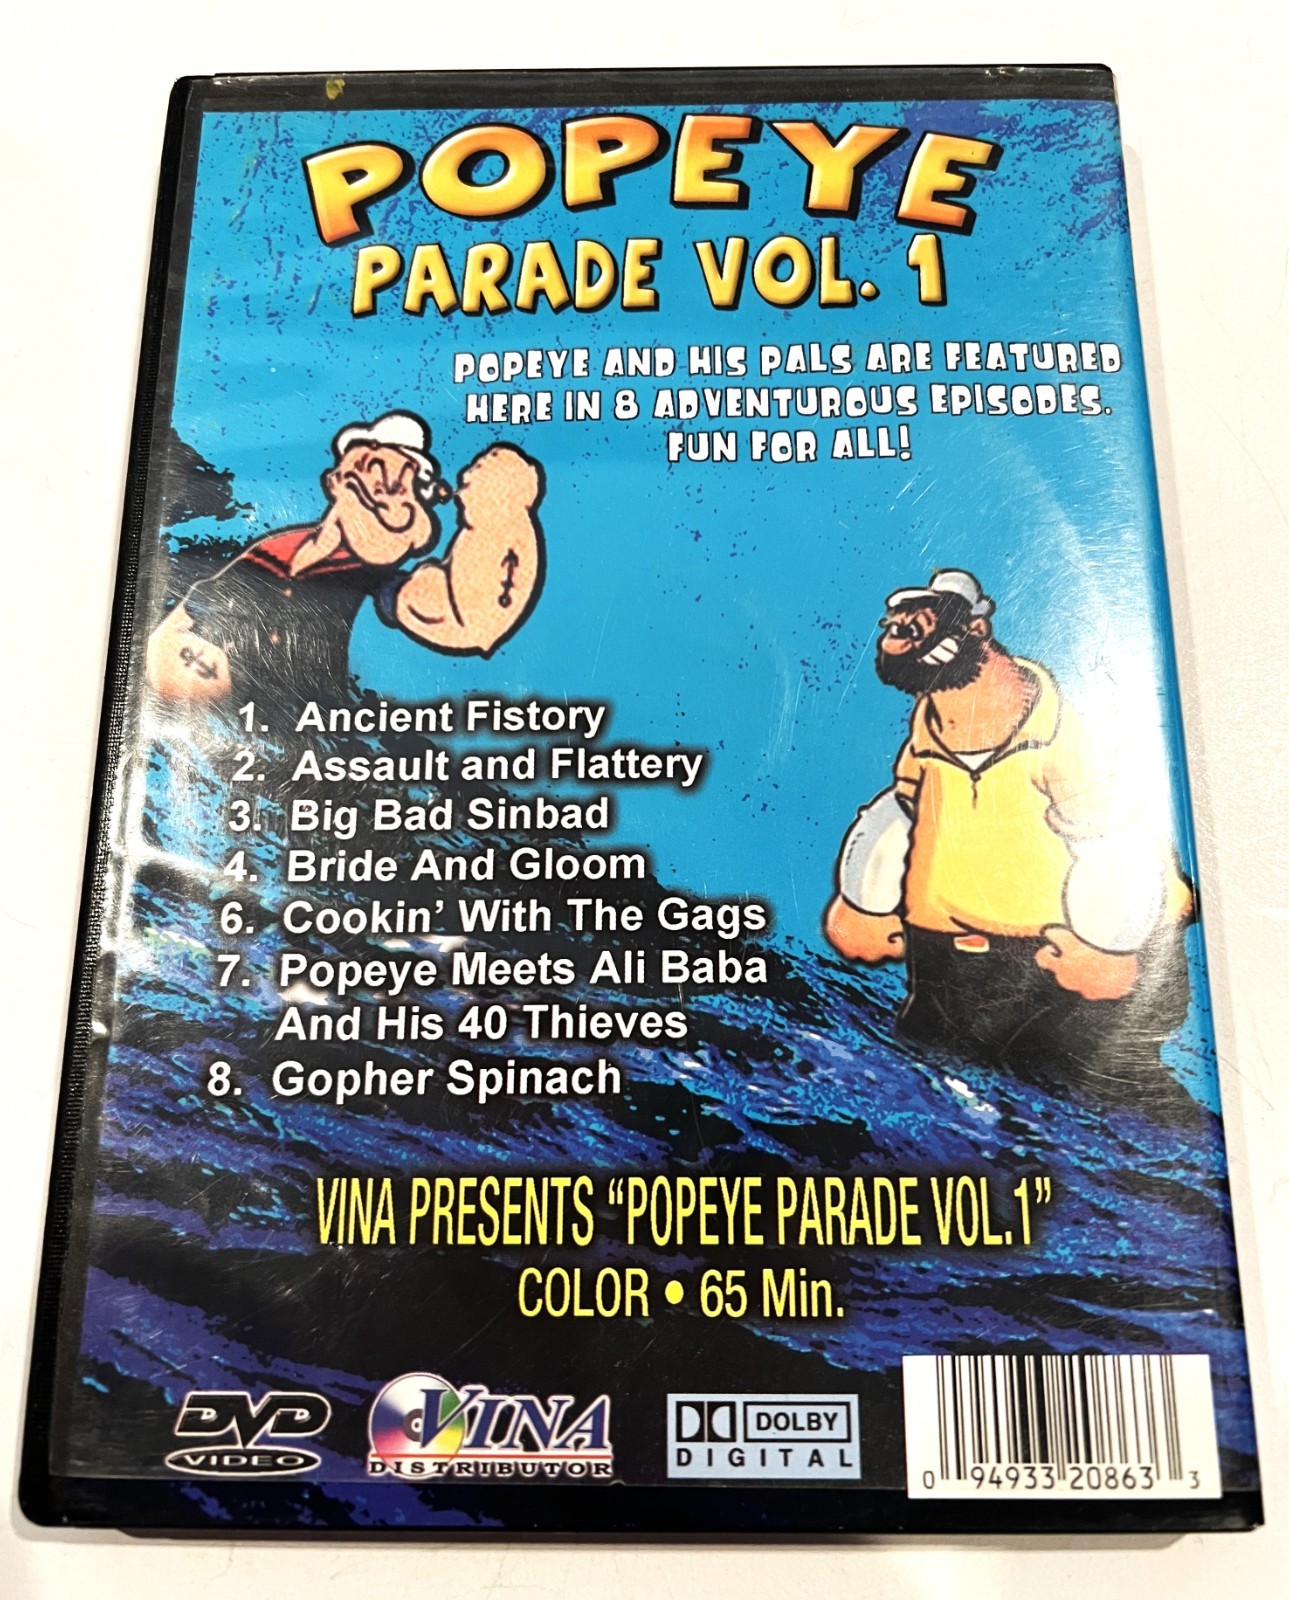 POPEYE
PARADE VOL. 1
POPEYE AND HIS PALS ARE FEATURED
HERE IN 8 ADVENTUROUS EPISODES.
FUN FOR ALL!
1. Ancient Fistory
2. Assault and Flattery
3. Big Bad Sinbad
4. Bride And Gloom
6. Cookin' With The Gags
7. Popeye Meets Ali Baba
And His 40 Thieves
8. Gopher Spinach
VINA PRESENTS "POPEYE PARADE VOL.1"
COLOR • 65 Min.
DVD
VIDEO
VINA
DISTRIBUTOR
DOLBY
DIGITAL
0 94933 20863 3